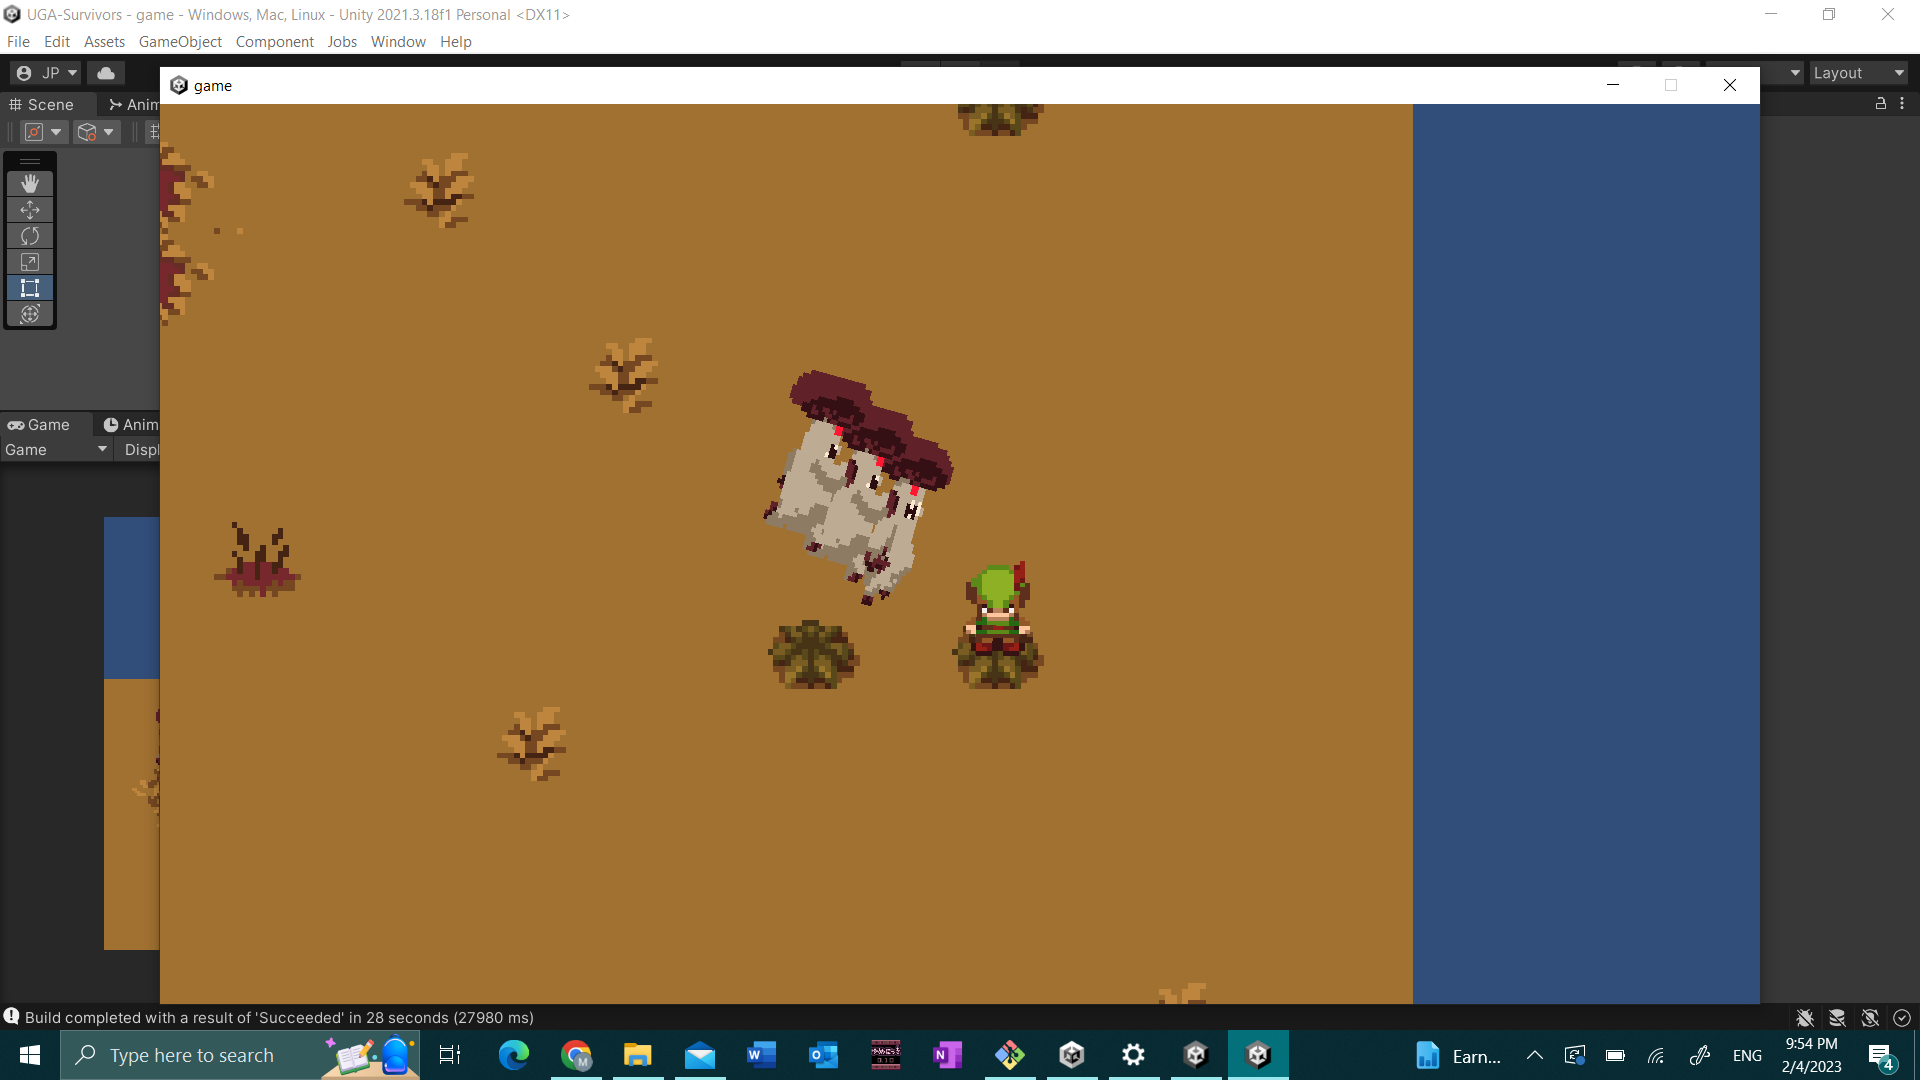 UGA-Survivors - game - Windows, Mac, Linux - Unity 2021.3.18f1 Personal <DX11>
File Edit Assets GameObject Component Jobs Window Help
JP
Layout
game
Scene
Anim
Game
Anim
Game
Displ
Build completed with a result of 'Succeeded' in 28 seconds (27980 ms)
Type here to search
Earn...
ENG
9:54 PM
2/4/2023
4